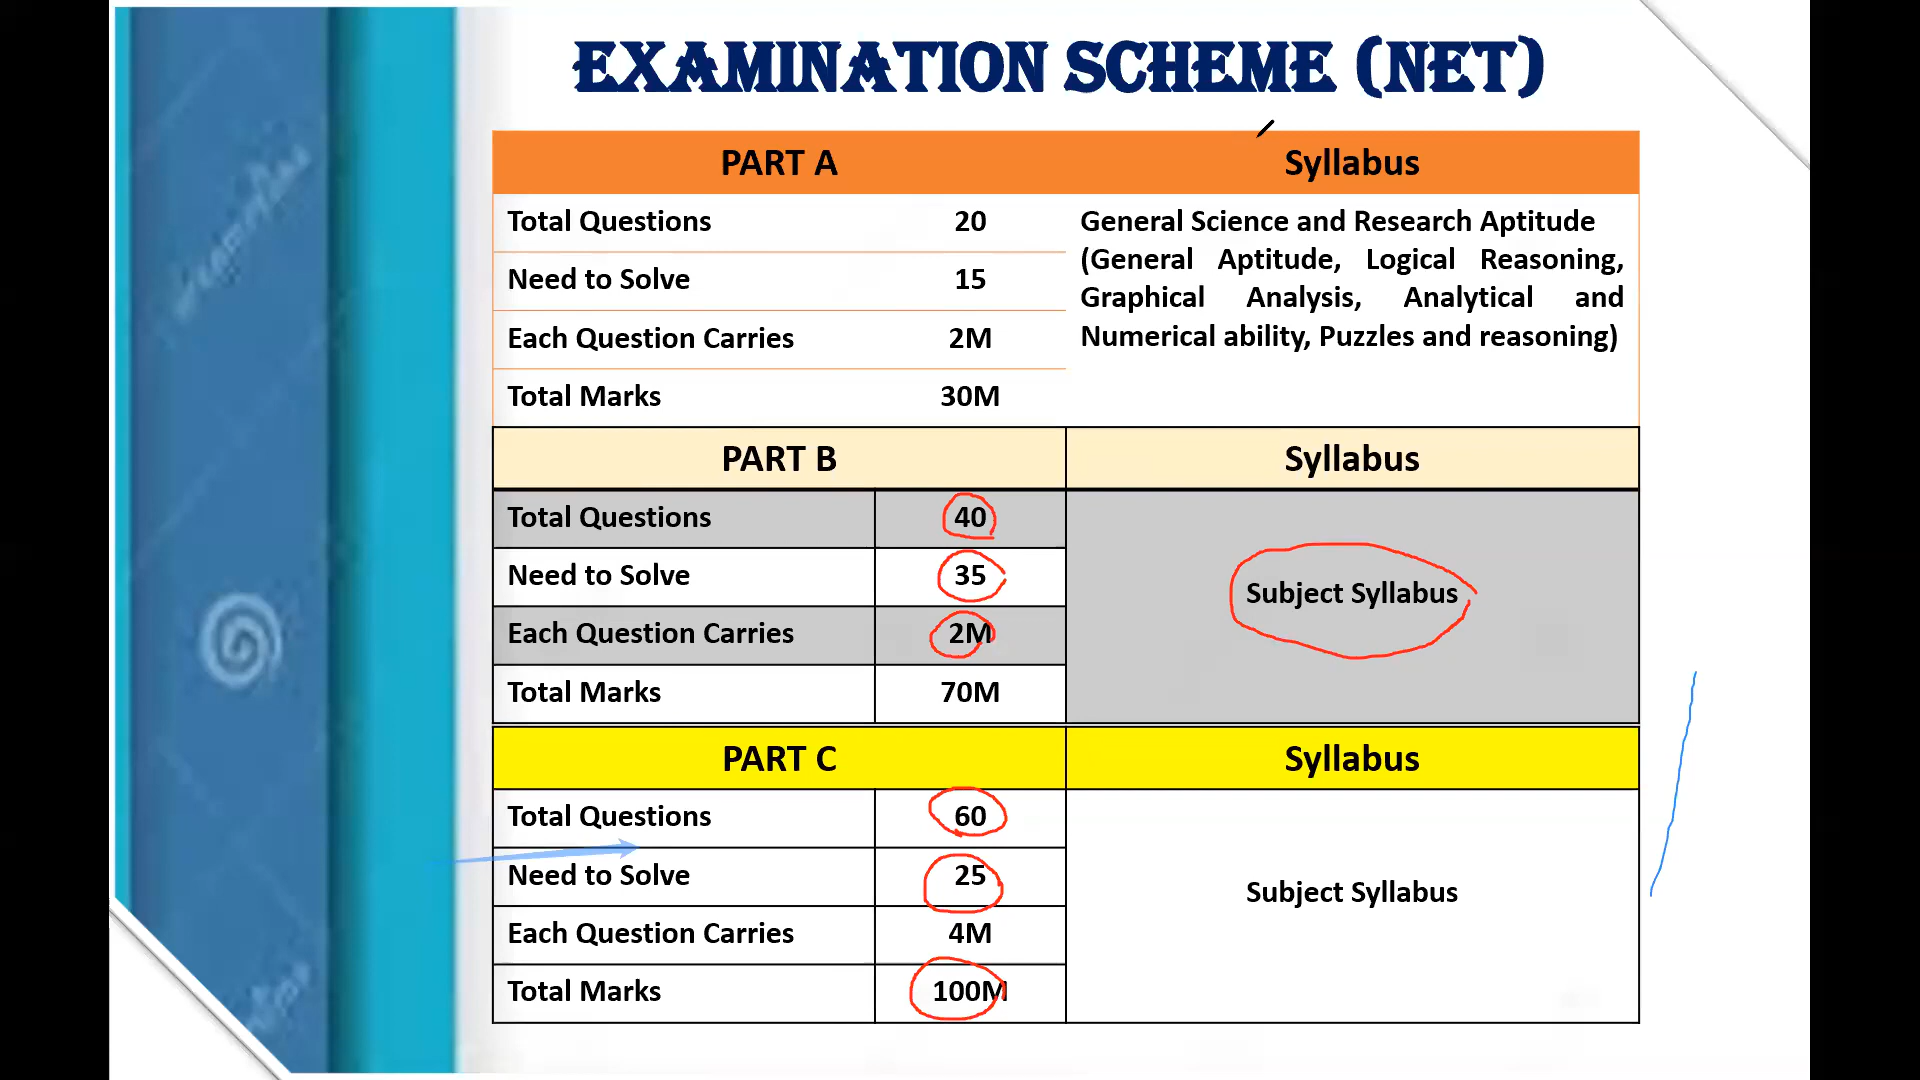 EXAMINATION SCHEME (NET)
PART A Syllabus
Total Questions 20
Need to Solve 15
Each Question Carries 2M
Total Marks 30M
General Science and Research Aptitude
(General Aptitude, Logical Reasoning,
Graphical Analysis, Analytical and
Numerical ability, Puzzles and reasoning)
PART B Syllabus
Total Questions 40
Need to Solve 35
Each Question Carries 2M
Total Marks 70M
Subject Syllabus
PART C Syllabus
Total Questions 60
Need to Solve 25
Each Question Carries 4M
Total Marks 100M
Subject Syllabus